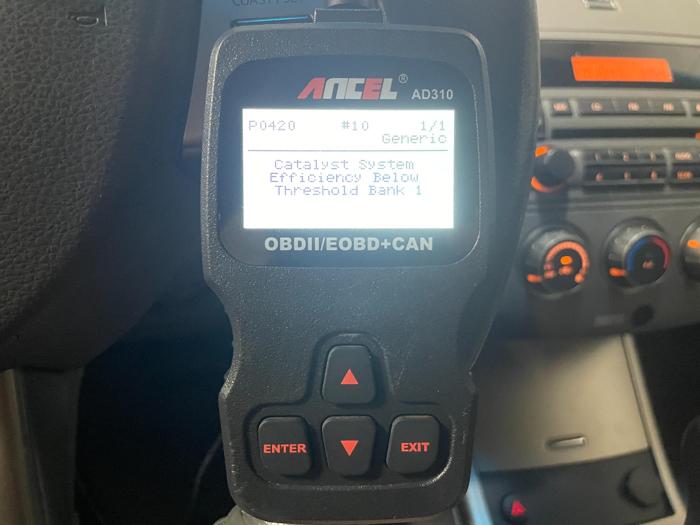 ANCEL®
AD310
P0420 #10 1/1
Generic
Catalyst System
Efficiency Below
Threshold Bank 1
OBDII/EOBD+CAN
ENTER
EXIT